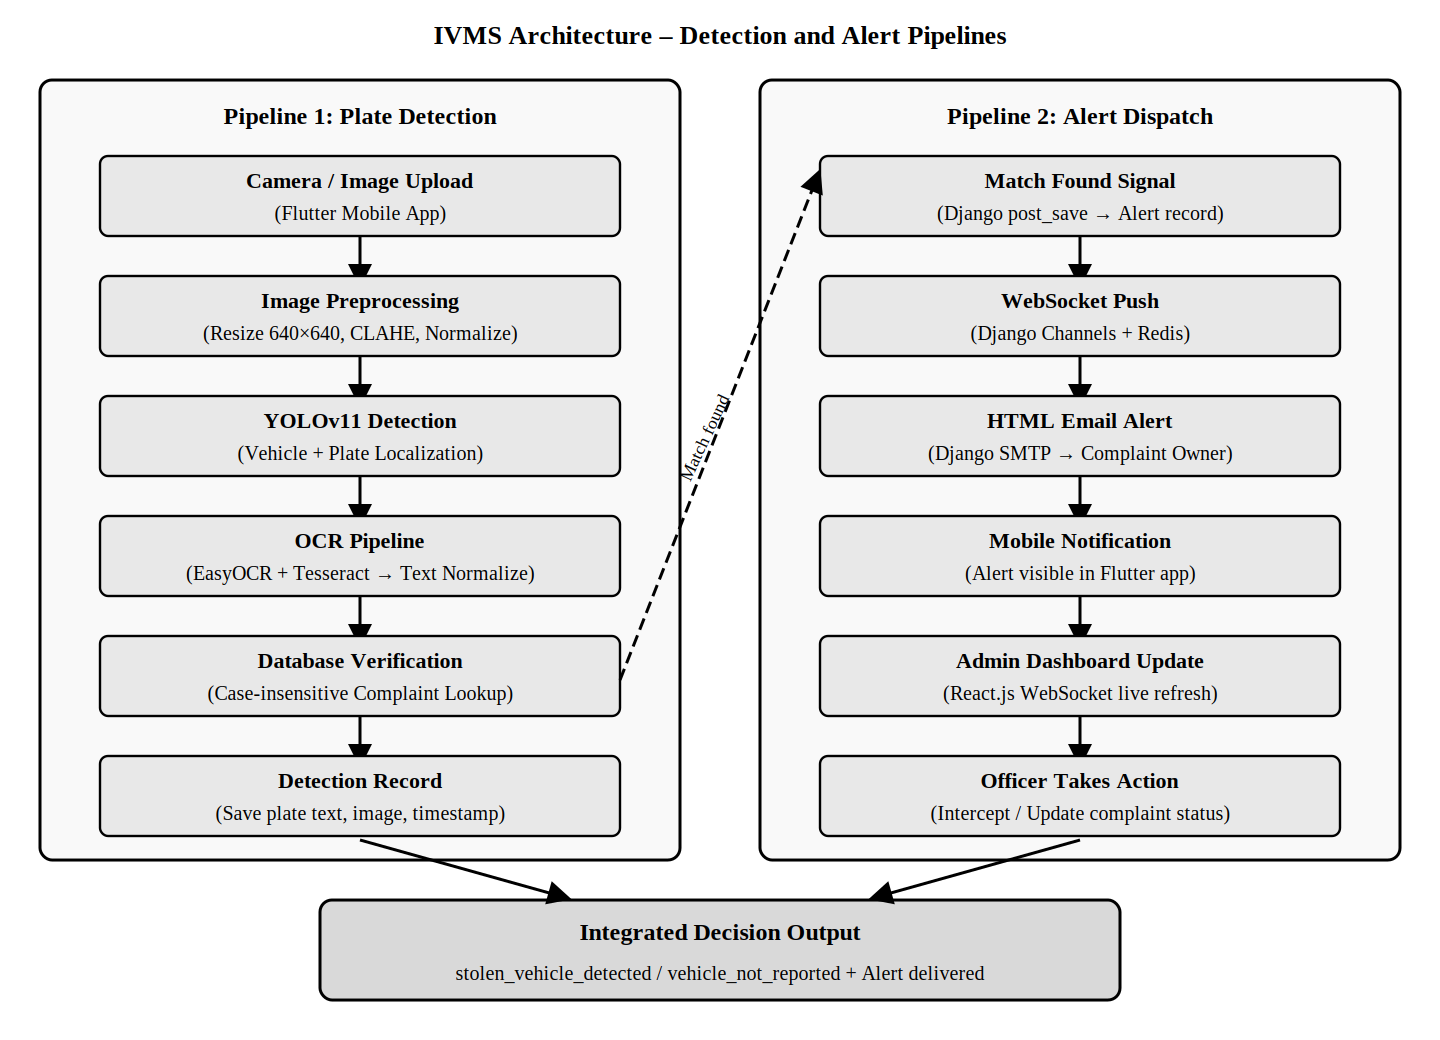 IVMS Architecture – Detection and Alert Pipelines
Pipeline 1: Plate Detection
Camera / Image Upload
(Flutter Mobile App)
Image Preprocessing
(Resize 640×640, CLAHE, Normalize)
YOLOv11 Detection
(Vehicle + Plate Localization)
OCR Pipeline
(EasyOCR + Tesseract → Text Normalize)
Database Verification
(Case-insensitive Complaint Lookup)
Detection Record
(Save plate text, image, timestamp)
Match found
Pipeline 2: Alert Dispatch
Match Found Signal
(Django post_save → Alert record)
WebSocket Push
(Django Channels + Redis)
HTML Email Alert
(Django SMTP → Complaint Owner)
Mobile Notification
(Alert visible in Flutter app)
Admin Dashboard Update
(React.js WebSocket live refresh)
Officer Takes Action
(Intercept / Update complaint status)
Integrated Decision Output
stolen_vehicle_detected / vehicle_not_reported + Alert delivered